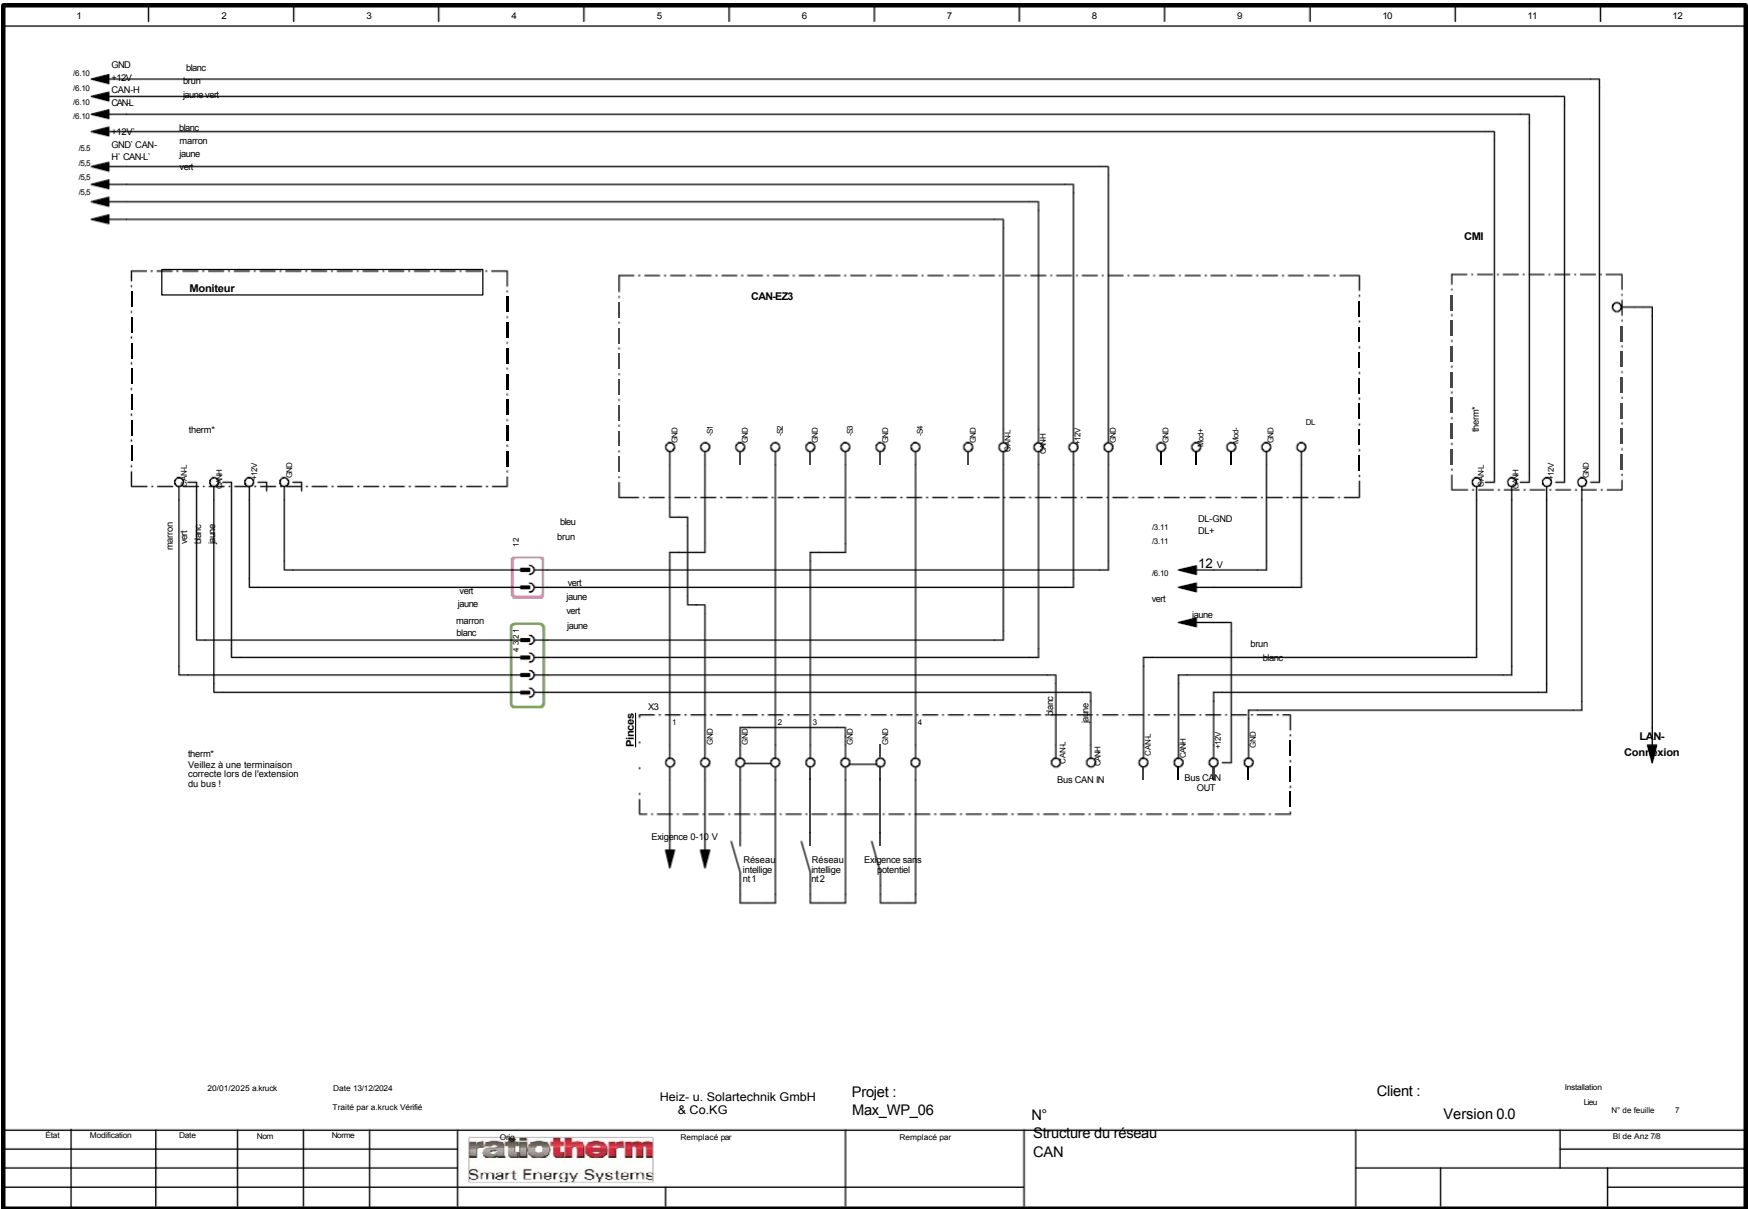 1 2 3 4 5 6 7 8 9 10 11 12
GND
blanc
/6.10
+12V
brun
/6.10
CAN-H
jaune vert
/6.10
CAN-L
/6.10
+12V`
blanc
marron
/5.5
GND` CAN-
H` CAN-L`
jaune
/5,5
vert
/5,5
CMI
Moniteur
CAN-EZ3
therm*
CAN-L
CANH
+12V
GND
GND
-S1
GND
-S2
GND
-S3
GND
-S4
GND
CAN-L
CANH
+12V
GND
GND
Mod+
Mod-
GND
DL
therm*
CAN-L
CANH
+12V
GND
marron
vert
blanc
jaune
12
bleu
brun
vert
jaune
marron
blanc
vert
jaune
vert
jaune
4 3 2 1
/3.11
DL-GND
/3.11
DL+
/6.10
12 V
vert
jaune
brun
blanc
blanc
jaune
Pinces
X3
1
GND
GND
2
3
GND
GND
4
CAN-L
CANH
Bus CAN IN
CAN-L
CANH
+12V
GND
Bus CAN
OUT
LAN-
Connexion
therm*
Veillez à une terminaison
correcte lors de l'extension
du bus !
Exigence 0-10 V
Réseau
intellige
nt 1
Réseau
intellige
nt 2
Exigence sans
potentiel
20/01/2025 a.kruck
Date 13/12/2024
Traité par a.kruck Vérifié
Heiz- u. Solartechnik GmbH
& Co.KG
Projet :
Max_WP_06
N°
Structure du réseau
CAN
Client :
Version 0.0
Installation
Lieu
N° de feuille 7
État Modification Date Nom Norme
Orig.
ratiotherm
Smart Energy Systems
Remplacé par
Remplacé par
Bl de Anz 7/8